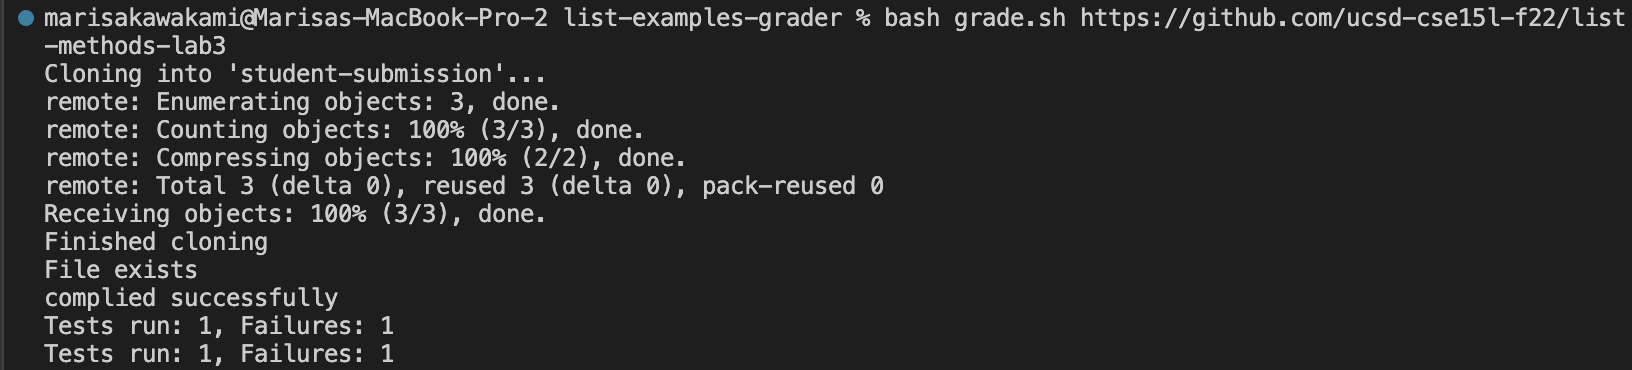 marisakawakami@Marisas-MacBook-Pro-2 list-examples-grader % bash grade.sh https://github.com/ucsd-cse15l-f22/list
-methods-lab3
Cloning into 'student-submission'...
remote: Enumerating objects: 3, done.
remote: Counting objects: 100% (3/3), done.
remote: Compressing objects: 100% (2/2), done.
remote: Total 3 (delta 0), reused 3 (delta 0), pack-reused 0
Receiving objects: 100% (3/3), done.
Finished cloning
File exists
complied successfully
Tests run: 1, Failures: 1
Tests run: 1, Failures: 1